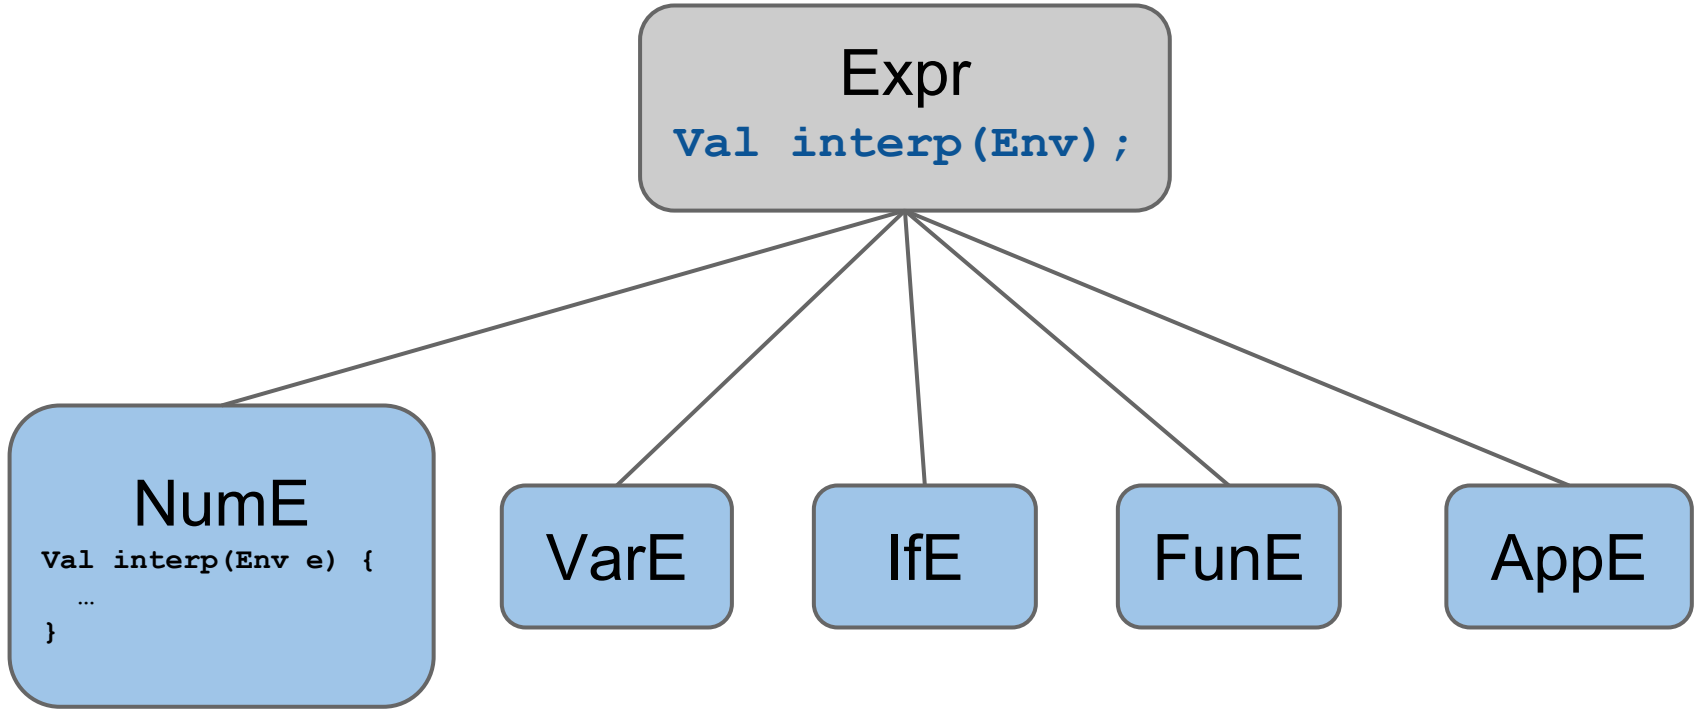 Expr
Val interp(Env);
NumE
Val interp(Env e) {
…
}
VarE
IfE
FunE
AppE